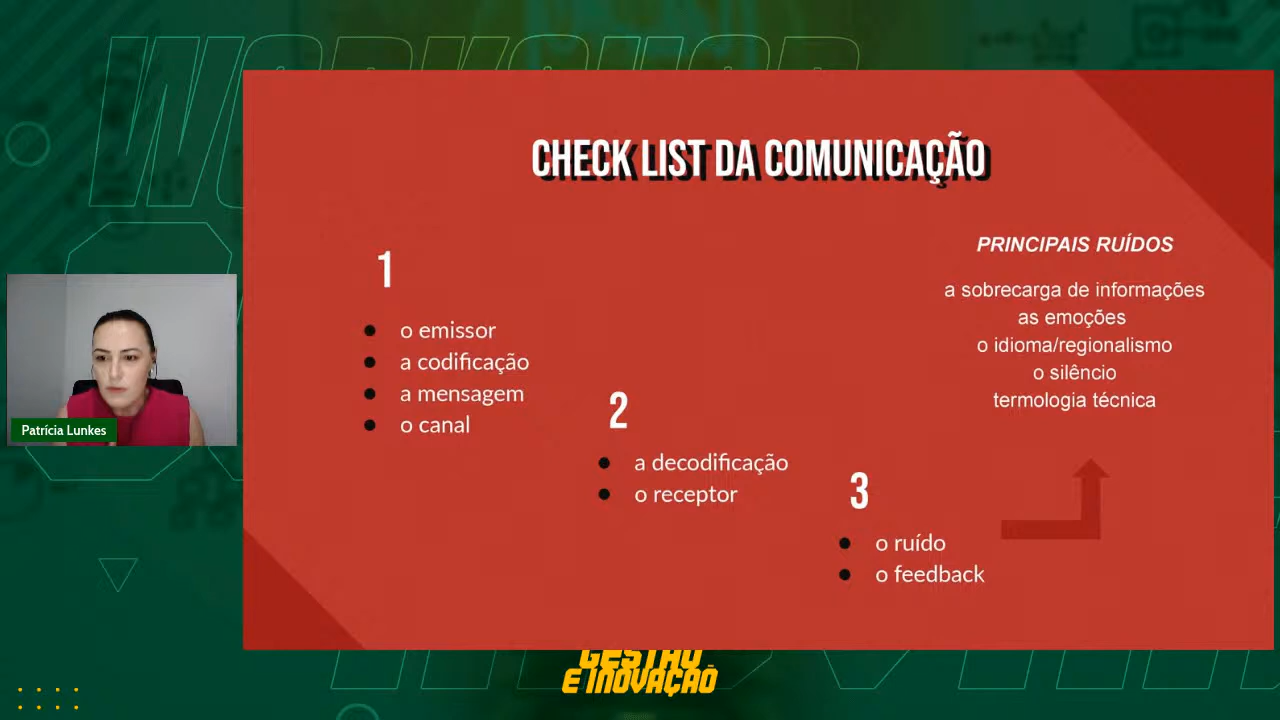 WORKSHOP
CHECK LIST DA COMUNICAÇÃO
1
o emissor
a codificação
a mensagem
o canal
2
a decodificação
o receptor
3
o ruído
o feedback
PRINCIPAIS RUÍDOS
a sobrecarga de informações
as emoções
o idioma/regionalismo
o silêncio
termologia técnica
Patrícia Lunkes
GESTÃO
E INOVAÇÃO